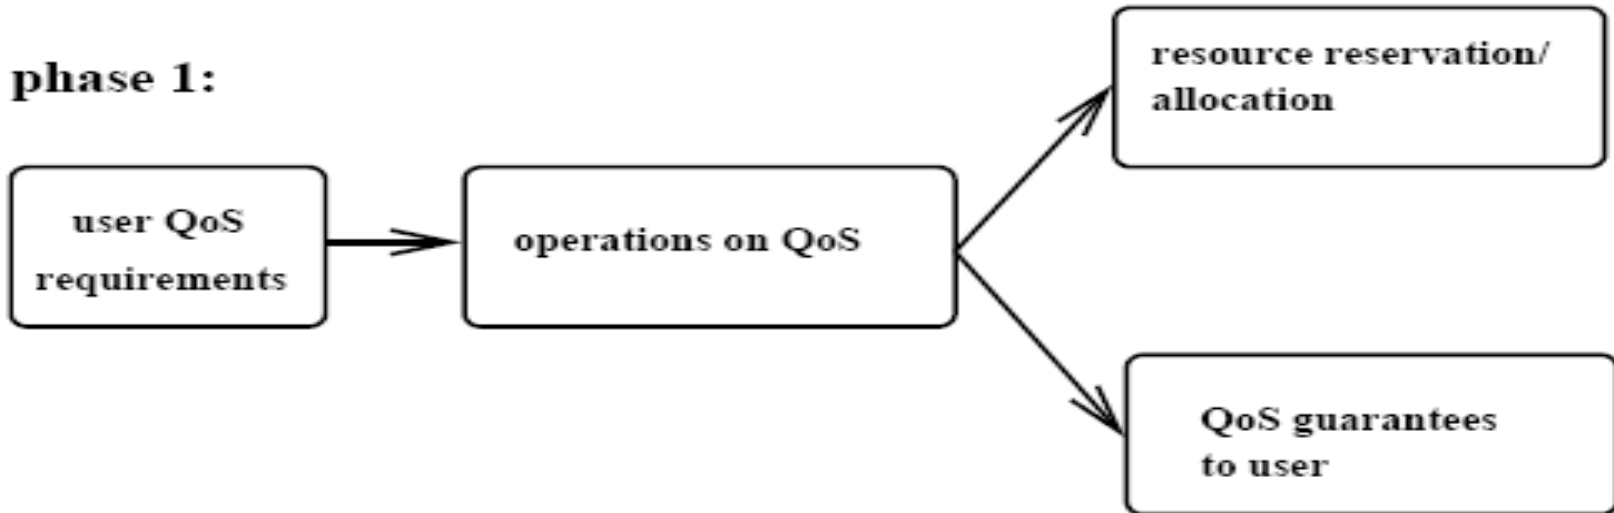 phase 1:
user QoS
requirements
operations on QoS
resource reservation/
allocation
QoS guarantees
to user